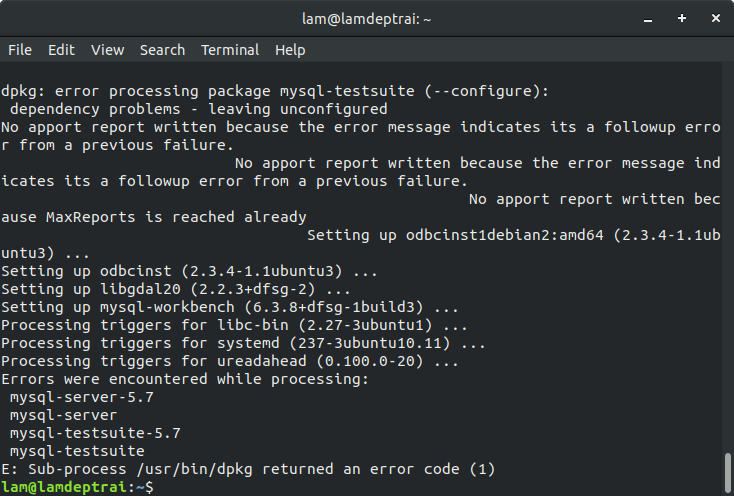 lam@lamdeptrai: ~
File Edit View Search Terminal Help
dpkg: error processing package mysql-testsuite (--configure):
 dependency problems - leaving unconfigured
No apport report written because the error message indicates its a followup erro
r from a previous failure.
                          No apport report written because the error message ind
icates its a followup error from a previous failure.
                                                    No apport report written bec
ause MaxReports is reached already
                                  Setting up odbcinst1debian2:amd64 (2.3.4-1.1ub
untu3) ...
Setting up odbcinst (2.3.4-1.1ubuntu3) ...
Setting up libgdal20 (2.2.3+dfsg-2) ...
Setting up mysql-workbench (6.3.8+dfsg-1build3) ...
Processing triggers for libc-bin (2.27-3ubuntu1) ...
Processing triggers for systemd (237-3ubuntu10.11) ...
Processing triggers for ureadahead (0.100.0-20) ...
Errors were encountered while processing:
 mysql-server-5.7
 mysql-server
 mysql-testsuite-5.7
 mysql-testsuite
E: Sub-process /usr/bin/dpkg returned an error code (1)
lam@lamdeptrai:~$